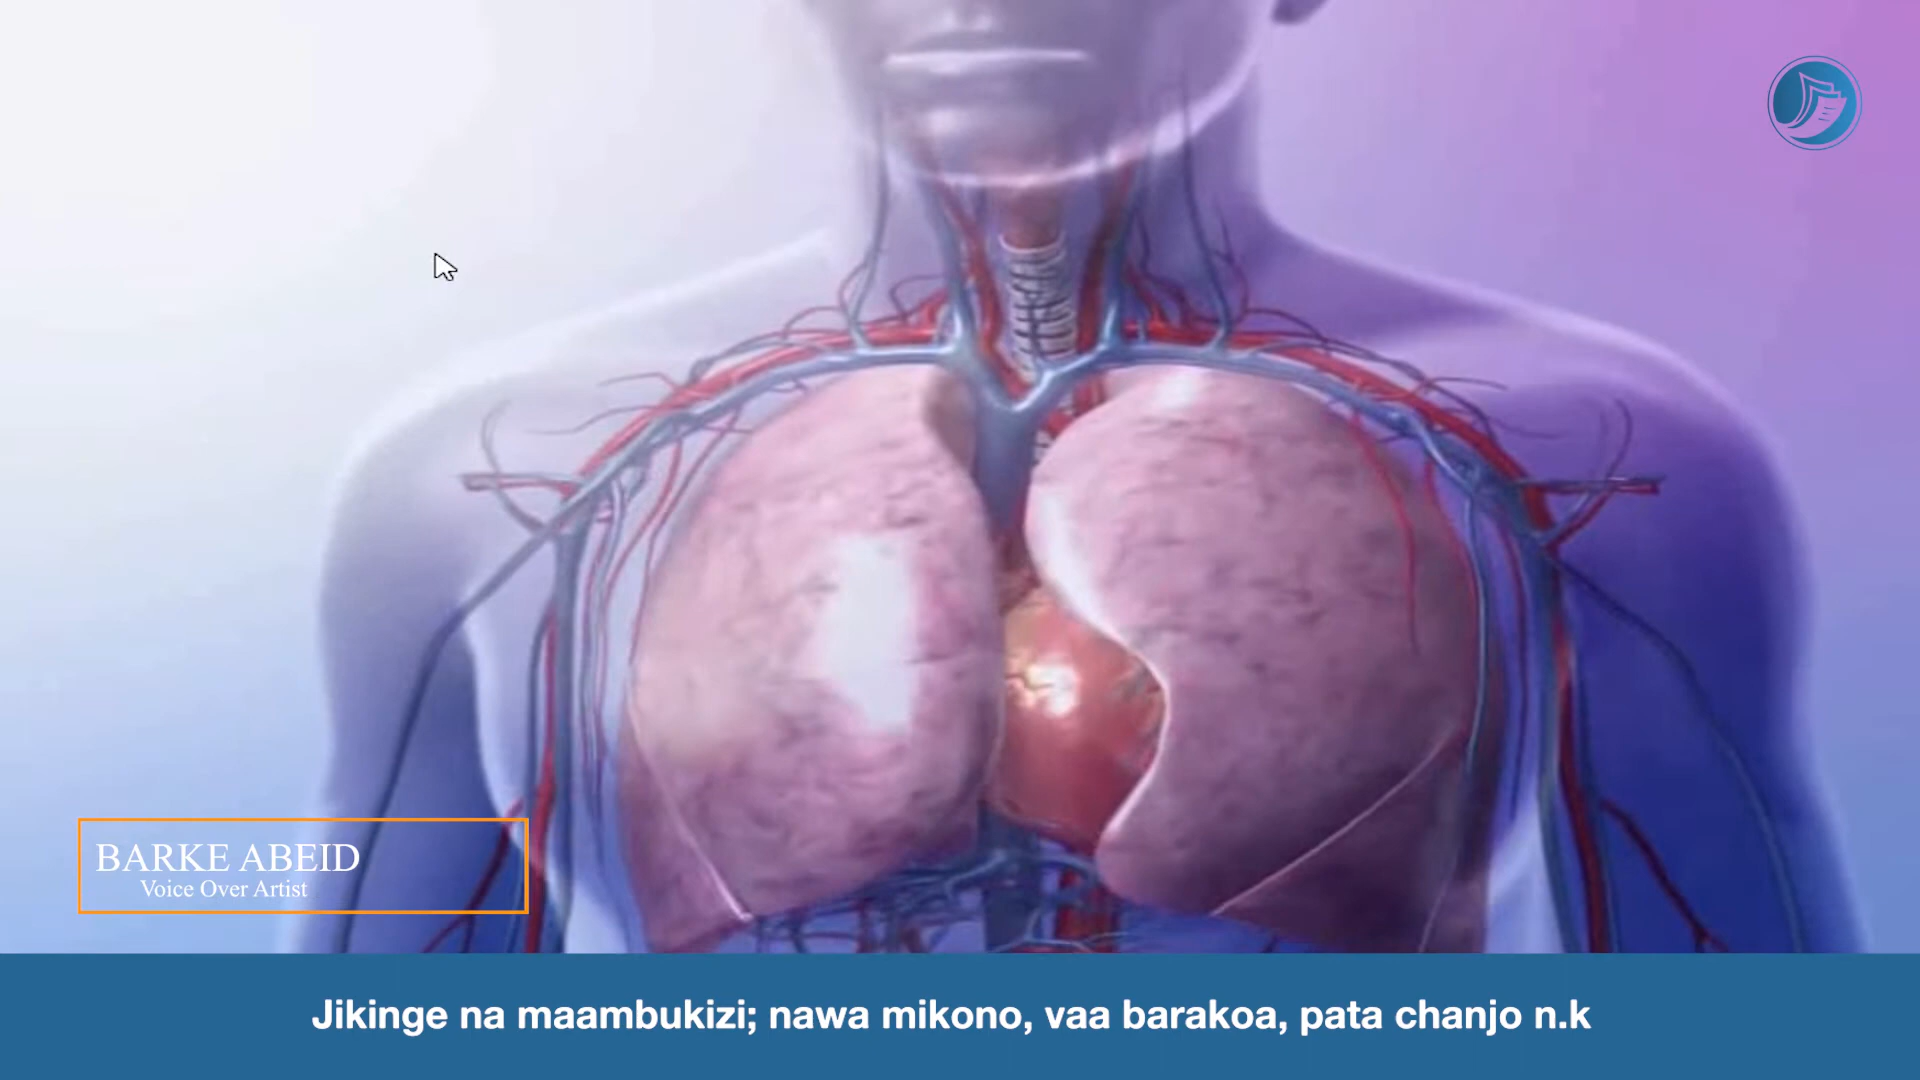 BARKE ABEID
Voice Over Artist
Jikinge na maambukizi; nawa mikono, vaa barakoa, pata chanjo n.k